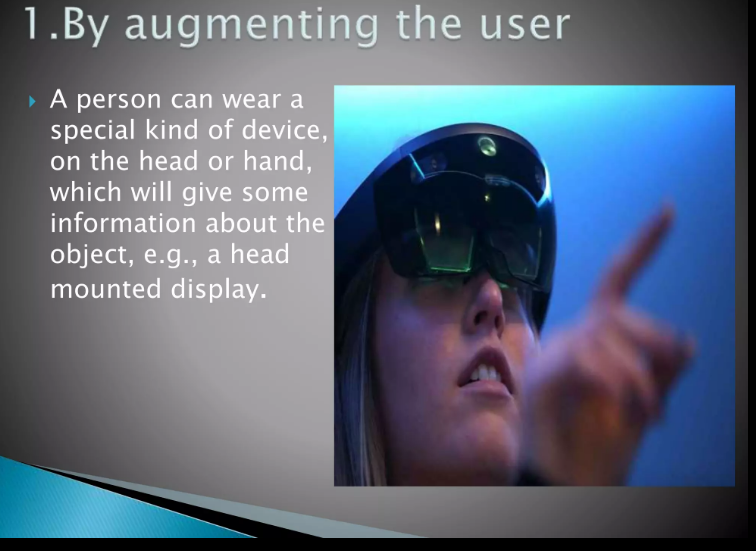 1.By augmenting the user
A person can wear a
special kind of device,
on the head or hand,
which will give some
information about the
object, e.g., a head
mounted display.